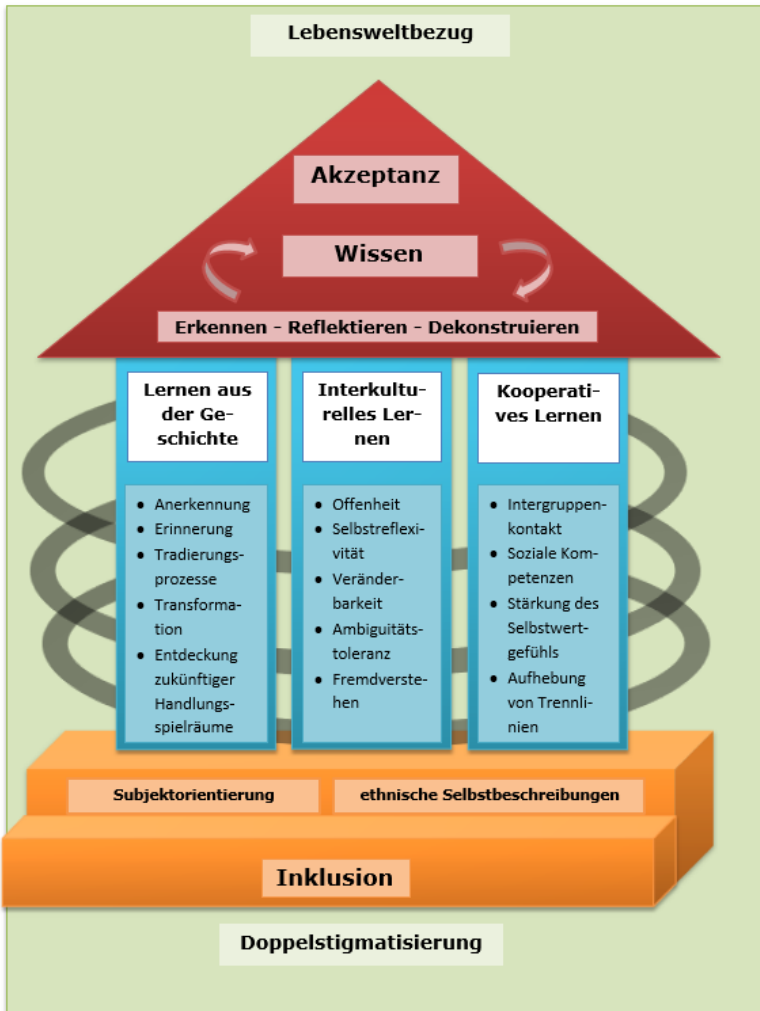 Lebensweltbezug
Akzeptanz
Wissen
Erkennen - Reflektieren - Dekonstruieren
Lernen aus
der Ge-
schichte
• Anerkennung
• Erinnerung
• Tradierungs-
prozesse
• Transforma-
tion
• Entdeckung
zukünftiger
Handlungs-
spielräume
Interkultu-
relles Ler-
nen
• Offenheit
• Selbstreflexi-
vität
• Veränder-
barkeit
• Ambiguitäts-
toleranz
• Fremdverste-
hen
Kooperati-
ves Lernen
• Intergruppen-
kontakt
• Soziale Kom-
petenzen
• Stärkung des
Selbstwert-
gefühls
• Aufhebung
von Trennli-
nien
Subjektorientierung
ethnische Selbstbeschreibungen
Inklusion
Doppelstigmatisierung